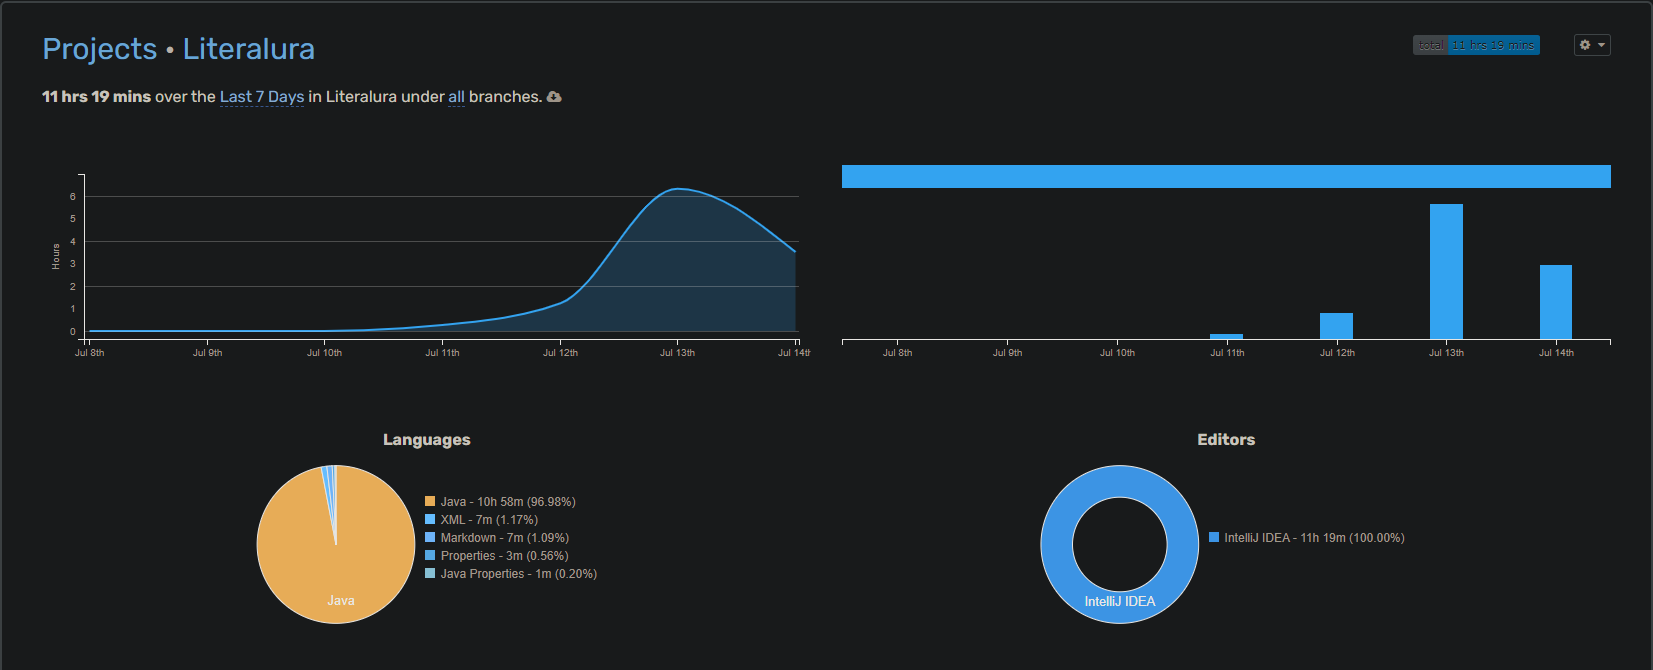 Projects • Literalura
total 11 hrs 19 mins
11 hrs 19 mins over the Last 7 Days in Literalura under all branches.
Hours
6
5
4
3
2
1
0
Jul 8th Jul 9th Jul 10th Jul 11th Jul 12th Jul 13th Jul 14th
Jul 8th Jul 9th Jul 10th Jul 11th Jul 12th Jul 13th Jul 14th
Languages
Java - 10h 58m (96.98%)
XML - 7m (1.17%)
Markdown - 7m (1.09%)
Properties - 3m (0.56%)
Java Properties - 1m (0.20%)
Java
Editors
IntelliJ IDEA - 11h 19m (100.00%)
IntelliJ IDEA